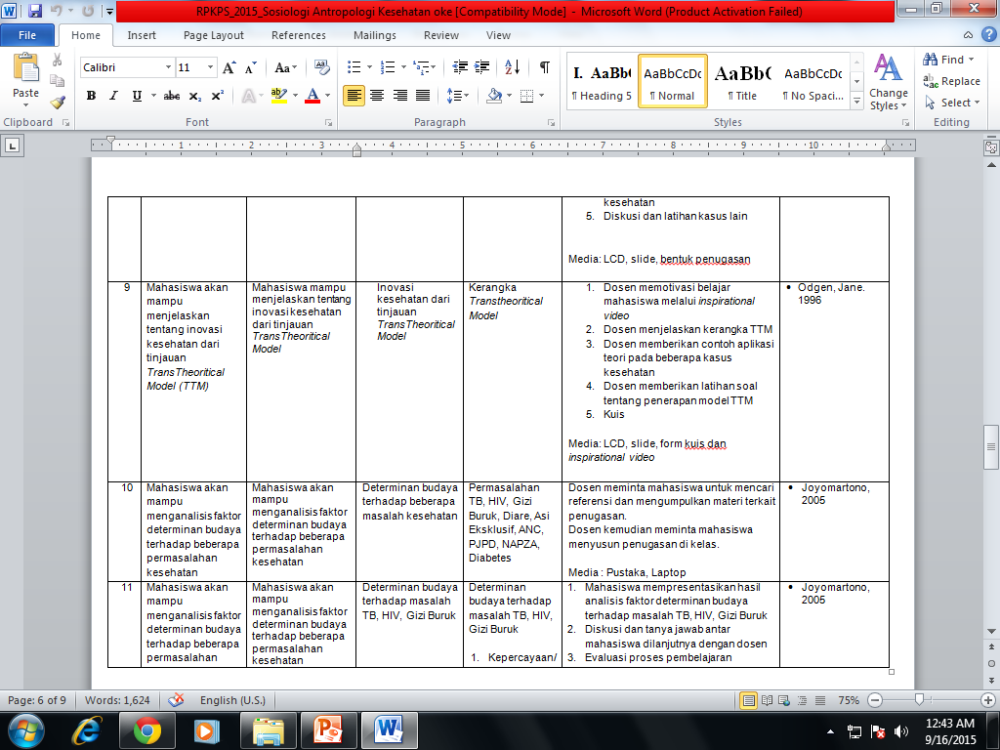 RPKPS_2015_Sosiologi Antropologi Kesehatan oke [Compatibility Mode] - Microsoft Word (Product Activation Failed)
File Home Insert Page Layout References Mailings Review View
Paste
Calibri 11
Clipboard
Font
Paragraph
I. AaBb( AaBbCcDc AaBbC AaBbCcDc
¶ Heading 5 ¶ Normal ¶ Title ¶ No Spaci...
Change
Styles
Styles
Find
Replace
Select
Editing
1 2 3 4 5 6 7 8 9 10
kesehatan
5. Diskusi dan latihan kasus lain
Media: LCD, slide, bentuk penugasan
9
Mahasiswa akan
mampu
menjelaskan
tentang inovasi
kesehatan dari
tinjauan
TransTheoritical
Model (TTM)
Mahasiswa mampu
menjelaskan tentang
inovasi kesehatan
dari tinjauan
TransTheoritical
Model
Inovasi
kesehatan dari
tinjauan
TransTheoritical
Model
Kerangka
Transtheoritical
Model
1. Dosen memotivasi belajar
mahasiswa melalui inspirational
video
2. Dosen menjelaskan kerangka TTM
3. Dosen memberikan contoh aplikasi
teori pada beberapa kasus
kesehatan
4. Dosen memberikan latihan soal
tentang penerapan model TTM
5. Kuis
Media: LCD, slide, form kuis dan
inspirational video
• Odgen, Jane.
1996
10
Mahasiswa akan
mampu
menganalisis faktor
determinan budaya
terhadap beberapa
permasalahan
kesehatan
Mahasiswa akan
mampu
menganalisis faktor
determinan budaya
terhadap beberapa
permasalahan
kesehatan
Determinan budaya
terhadap beberapa
masalah kesehatan
Permasalahan
TB, HIV, Gizi
Buruk, Diare, Asi
Eksklusif, ANC,
PJPD, NAPZA,
Diabetes
Dosen meminta mahasiswa untuk mencari
referensi dan mengumpulkan materi terkait
penugasan.
Dosen kemudian meminta mahasiswa
menyusun penugasan di kelas.
Media : Pustaka, Laptop
• Joyomartono,
2005
11
Mahasiswa akan
mampu
menganalisis faktor
determinan budaya
terhadap beberapa
permasalahan
Mahasiswa akan
mampu
menganalisis faktor
determinan budaya
terhadap beberapa
permasalahan
kesehatan
Determinan budaya
terhadap masalah
TB, HIV, Gizi Buruk
Determinan
budaya terhadap
masalah TB, HIV,
Gizi Buruk
1. Kepercayaan/
1. Mahasiswa mempresentasikan hasil
analisis faktor determinan budaya
terhadap masalah TB, HIV, Gizi Buruk
2. Diskusi dan tanya jawab antar
mahasiswa dilanjutnya dengan dosen
3. Evaluasi proses pembelajaran
• Joyomartono,
2005
Page: 6 of 9 Words: 1,624 English (U.S.) 75%
12:43 AM
9/16/2015